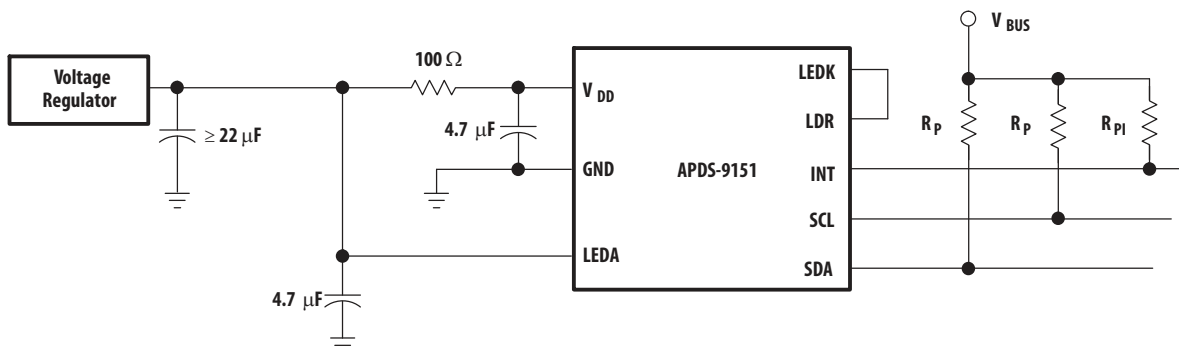 V BUS
Voltage
Regulator
100 Ω
LEDK
V DD
≥ 22 µF
4.7 µF
LDR
R P
R P
R PI
GND
APDS-9151
INT
SCL
LEDA
SDA
4.7 µF